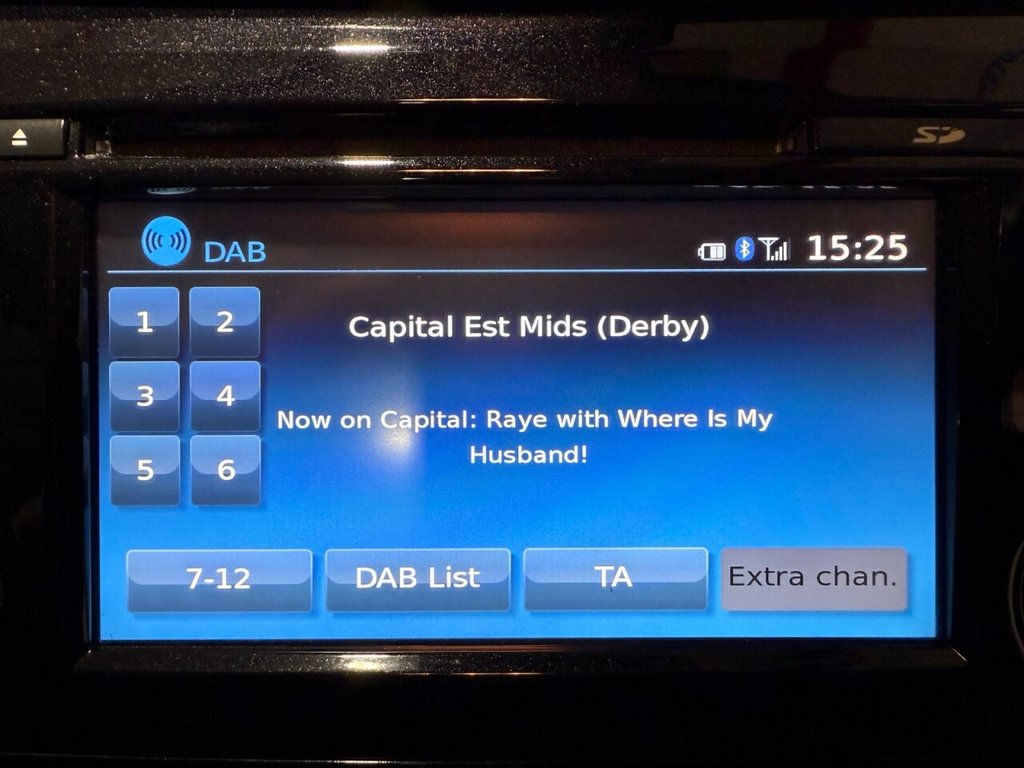 SD
DAB
15:25
1 2
Capital Est Mids (Derby)
3 4
Now on Capital: Raye with Where Is My
Husband!
5 6
7-12 DAB List TA Extra chan.